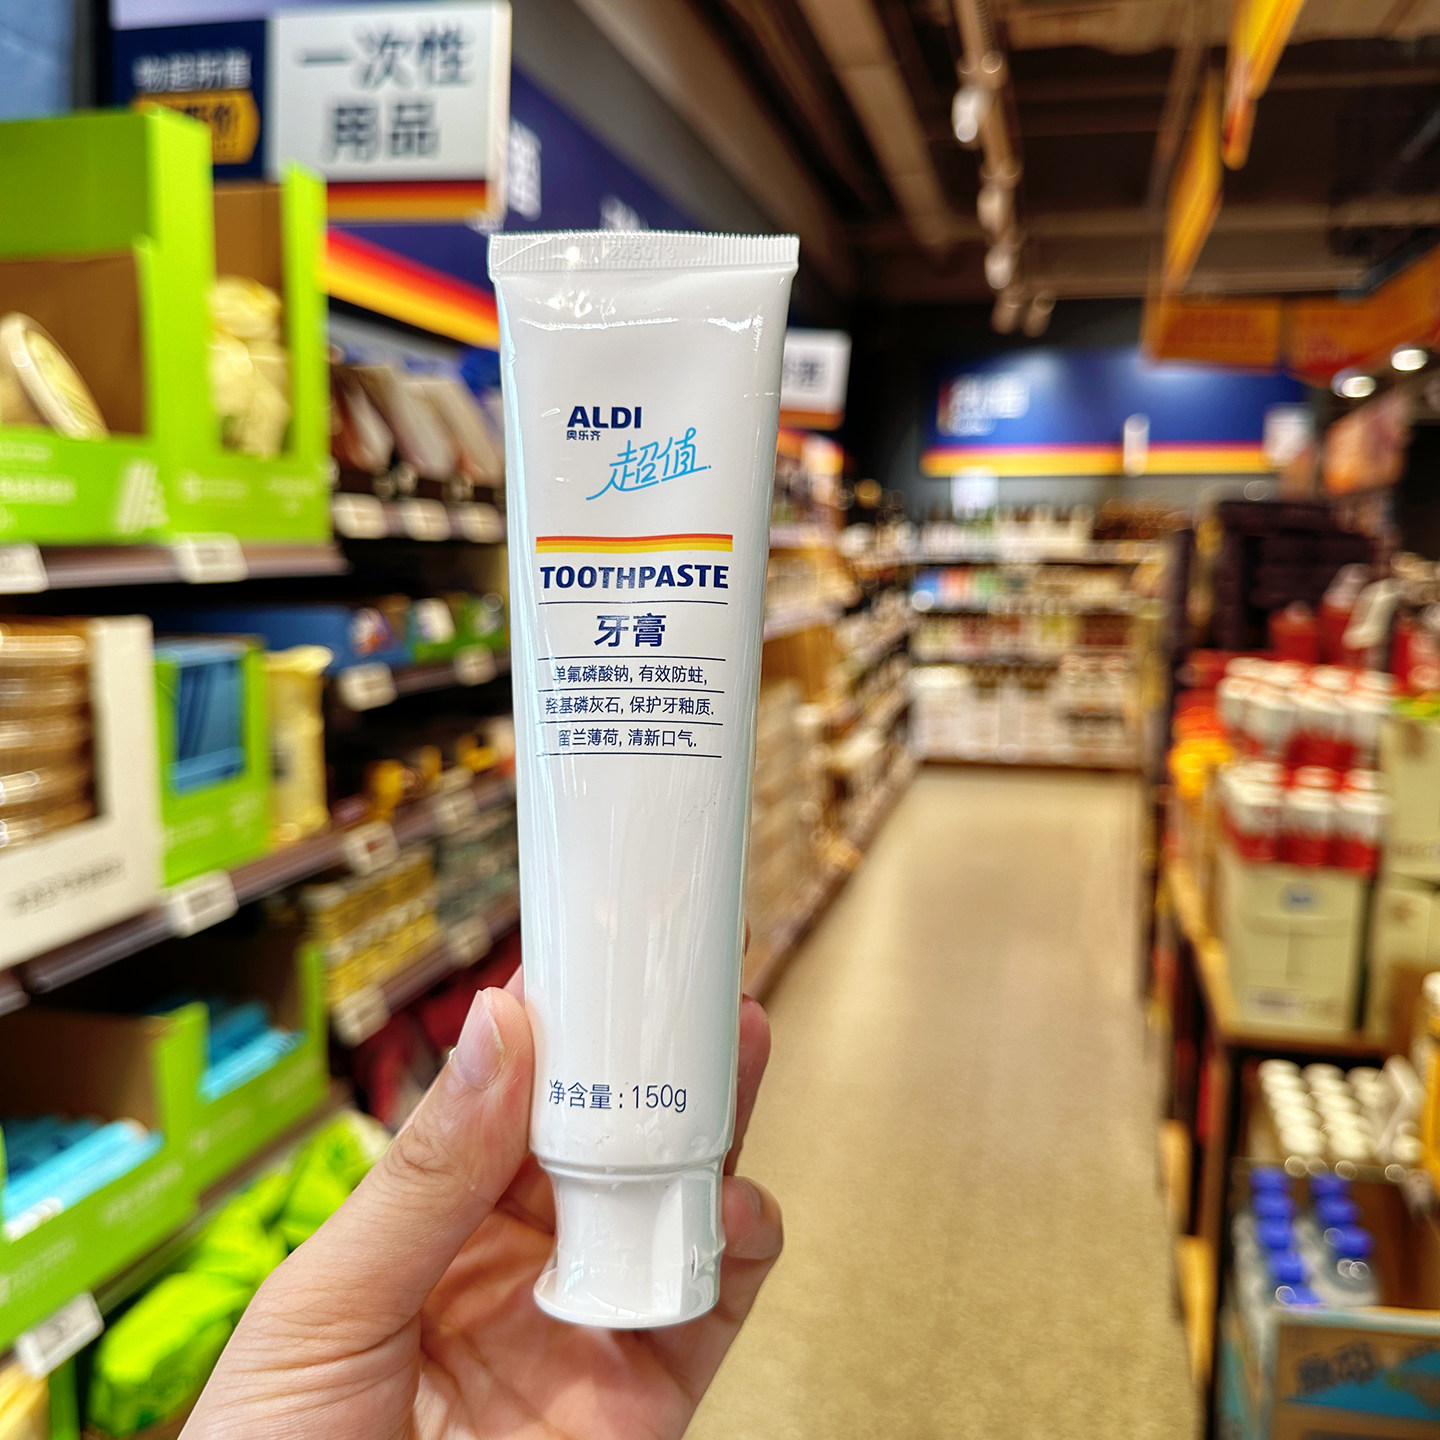 一次性
用品
245013
ALDI
奥乐齐
超值.
TOOTHPASTE
牙膏
单氟磷酸钠, 有效防蛀,
羟基磷灰石, 保护牙釉质.
留兰薄荷, 清新口气.
净含量: 150g